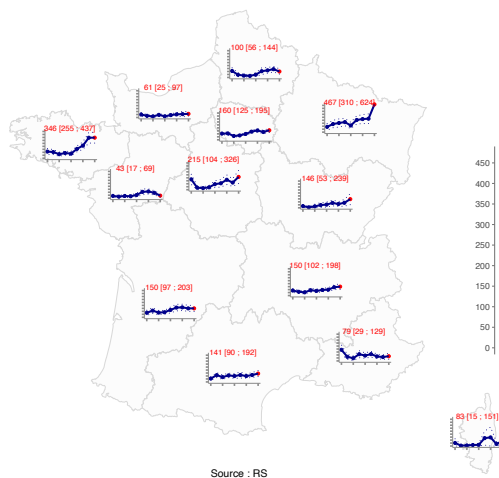 100 [56 ; 144]
61 [25 ; 97]
467 [310 ; 624]
160 [125 ; 195]
346 [255 ; 437]
215 [104 ; 326]
43 [17 ; 69]
146 [53 ; 239]
450
400
350
300
250
200
150
100
50
0
150 [102 ; 198]
150 [97 ; 203]
79 [29 ; 129]
141 [90 ; 192]
83 [15 ; 151]
Source : RS